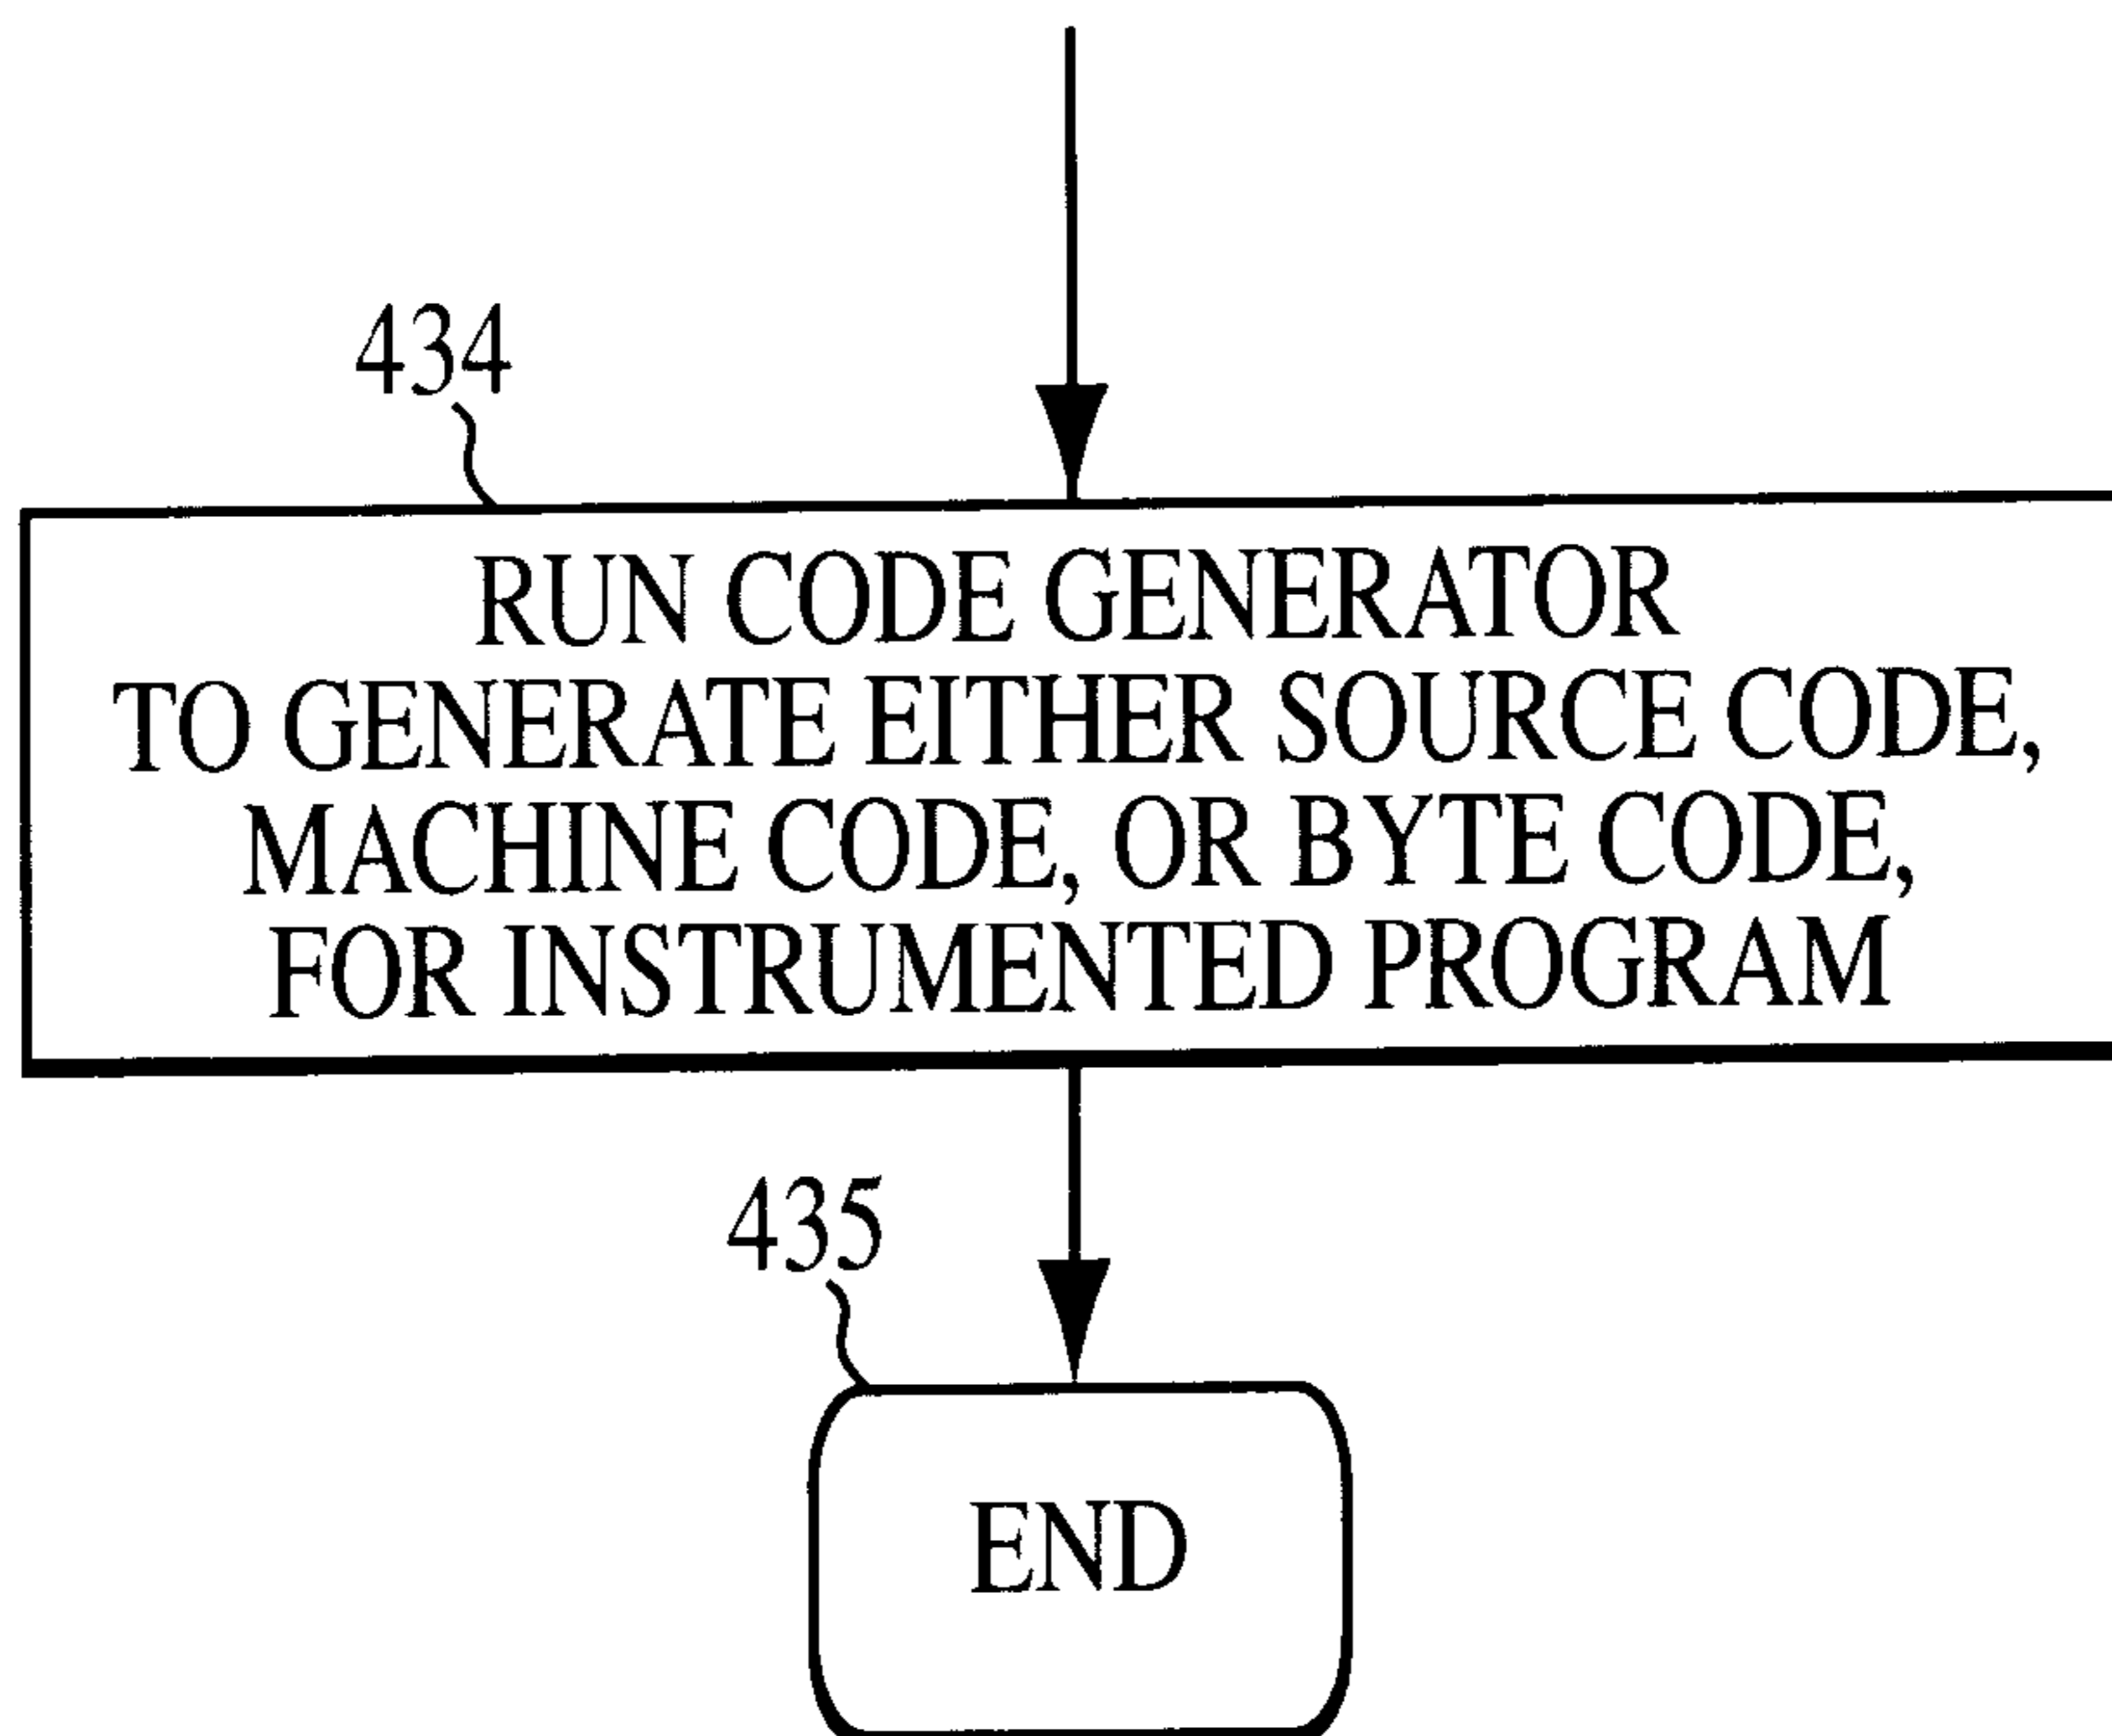 434
RUN CODE GENERATOR
TO GENERATE EITHER SOURCE CODE,
MACHINE CODE, OR BYTE CODE,
FOR INSTRUMENTED PROGRAM
435
END